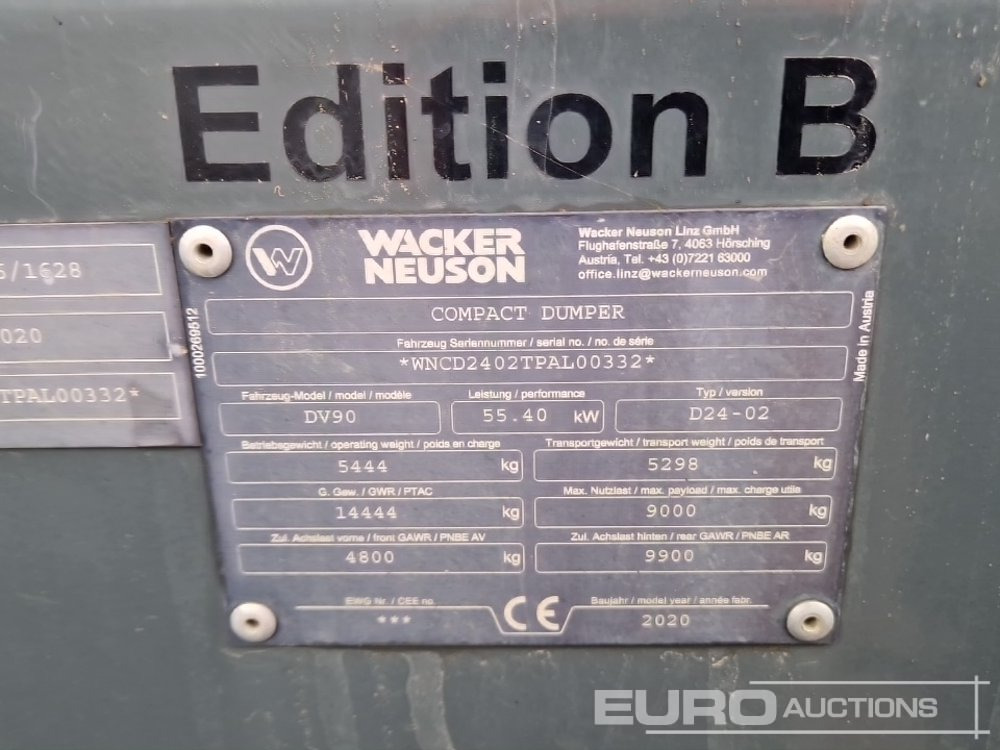 Edition B
6/1628
020
TPAL00332*
W
WACKER
NEUSON
Wacker Neuson Linz GmbH
Flughafenstraße 7, 4063 Hörsching
Austria, Tel. +43 (0)7221 63000
office.linz@wackerneuson.com
1000269512
Made in Austria
COMPACT DUMPER
Fahrzeug Seriennummer / serial no. / no. de série
*WNCD2402TPAL00332*
Fahrzeug-Model / model / modèle Leistung / performance Typ / version
DV90 55.40 kW D24-02
Betriebsgewicht / operating weight / poids en charge Transportgewicht / transport weight / poids de transport
5444 kg 5298 kg
G. Gew. / GWR / PTAC Max. Nutzlast / max. payload / max. charge utile
14444 kg 9000 kg
Zul. Achslast vorne / front GAWR / PNBE AV Zul. Achslast hinten / rear GAWR / PNBE AR
4800 kg 9900 kg
EWG Nr. / CEE no. CE Baujahr / model year / année fabr.
*** 2020
EURO AUCTIONS